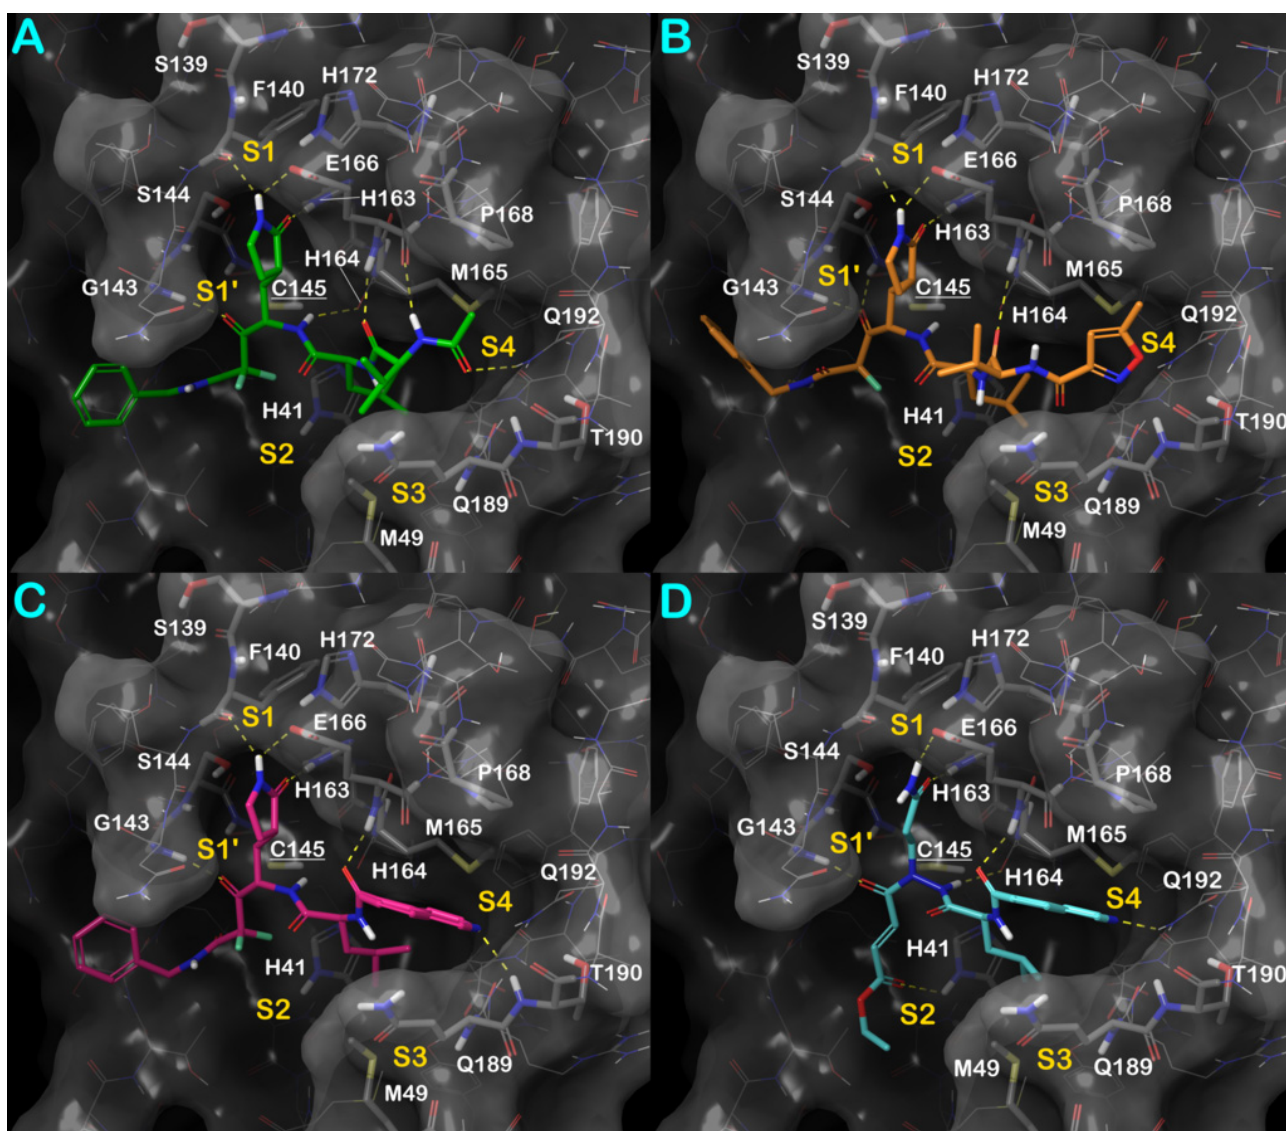 A
S139
H172
F140
S1
E166
S144
H163
P168
H164
M165
G143
S1'
C145
Q192
S4
H41
T190
S2
S3
Q189
M49
B
S139
H172
F140
S1
E166
S144
P168
H163
S1'
M165
G143
C145
Q192
H164
S4
H41
T190
S2
S3
Q189
M49
C
S139
H172
F140
S1
E166
S144
P168
H163
G143
M165
S1'
C145
H164
Q192
S4
H41
T190
S2
S3
Q189
M49
D
S139
H172
F140
S1
E166
S144
P168
H163
G143
M165
S1'
C145
H164
Q192
S4
H41
T190
S2
S3
M49
Q189